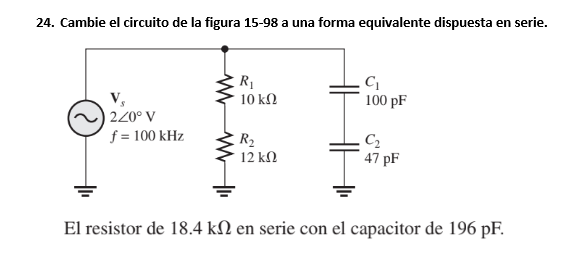 24. Cambie el circuito de la figura 15-98 a una forma equivalente dispuesta en serie.
V_s
2∠0° V
f = 100 kHz
R_1
10 kΩ
R_2
12 kΩ
C_1
100 pF
C_2
47 pF
El resistor de 18.4 kΩ en serie con el capacitor de 196 pF.